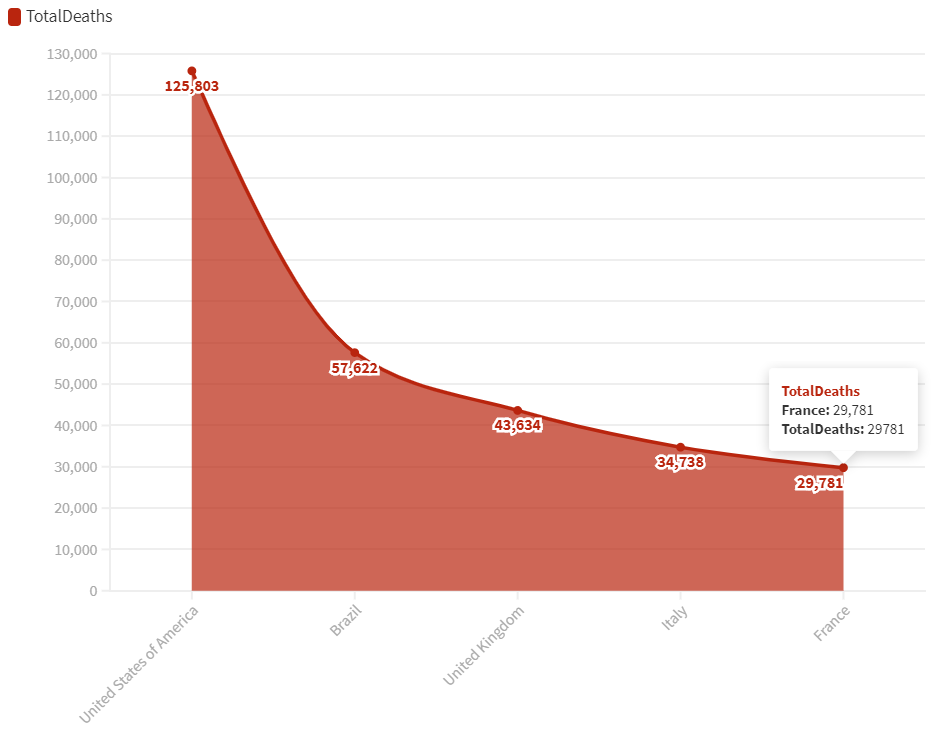 TotalDeaths
130,000
120,000
110,000
100,000
90,000
80,000
70,000
60,000
50,000
40,000
30,000
20,000
10,000
0
125,803
57,622
43,634
34,738
29,781
TotalDeaths
France: 29,781
TotalDeaths: 29781
United States of America
Brazil
United Kingdom
Italy
France